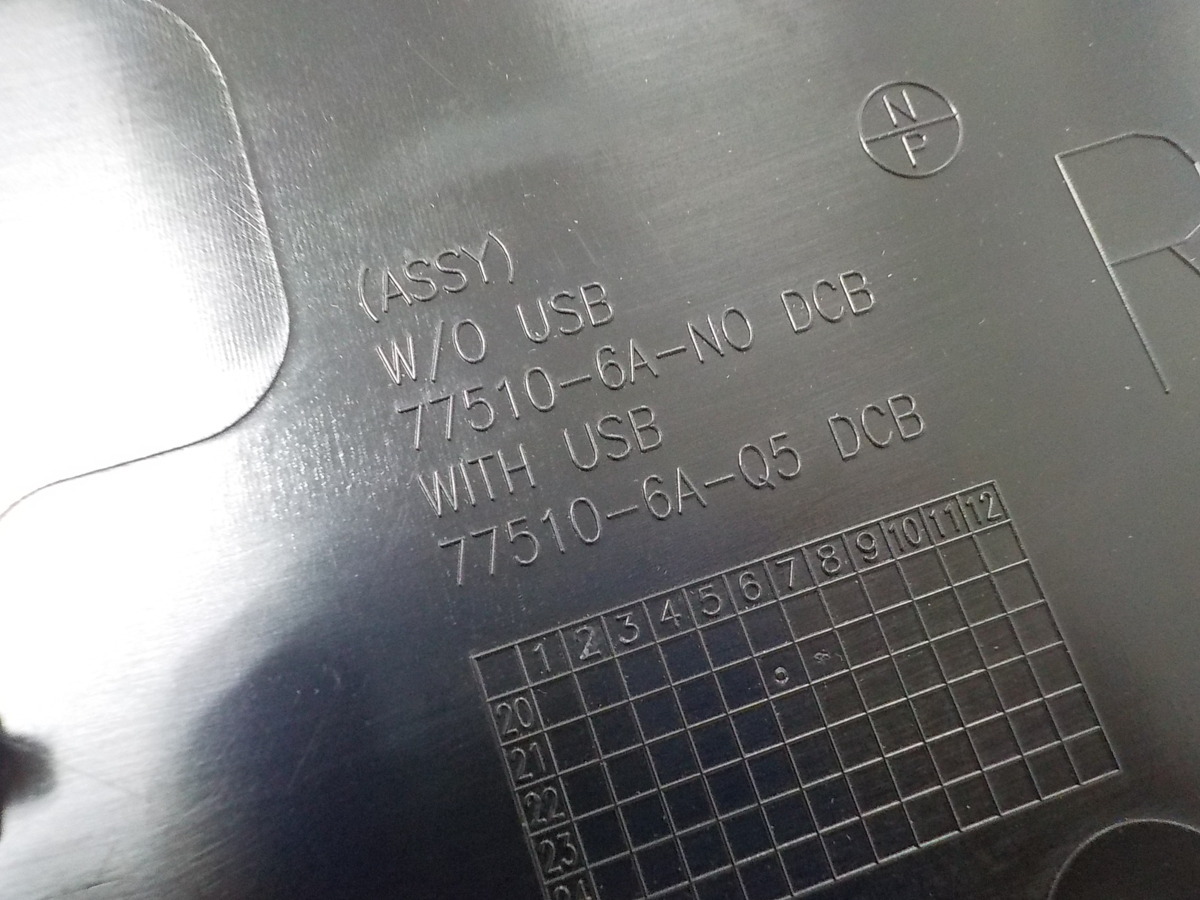 N
P
R
(ASSY)
W/O USB
77510-6A-NO DCB
WITH USB
77510-6A-Q5 DCB
1 2 3 4 5 6 7 8 9 10 11 12
20
21
22
23
24